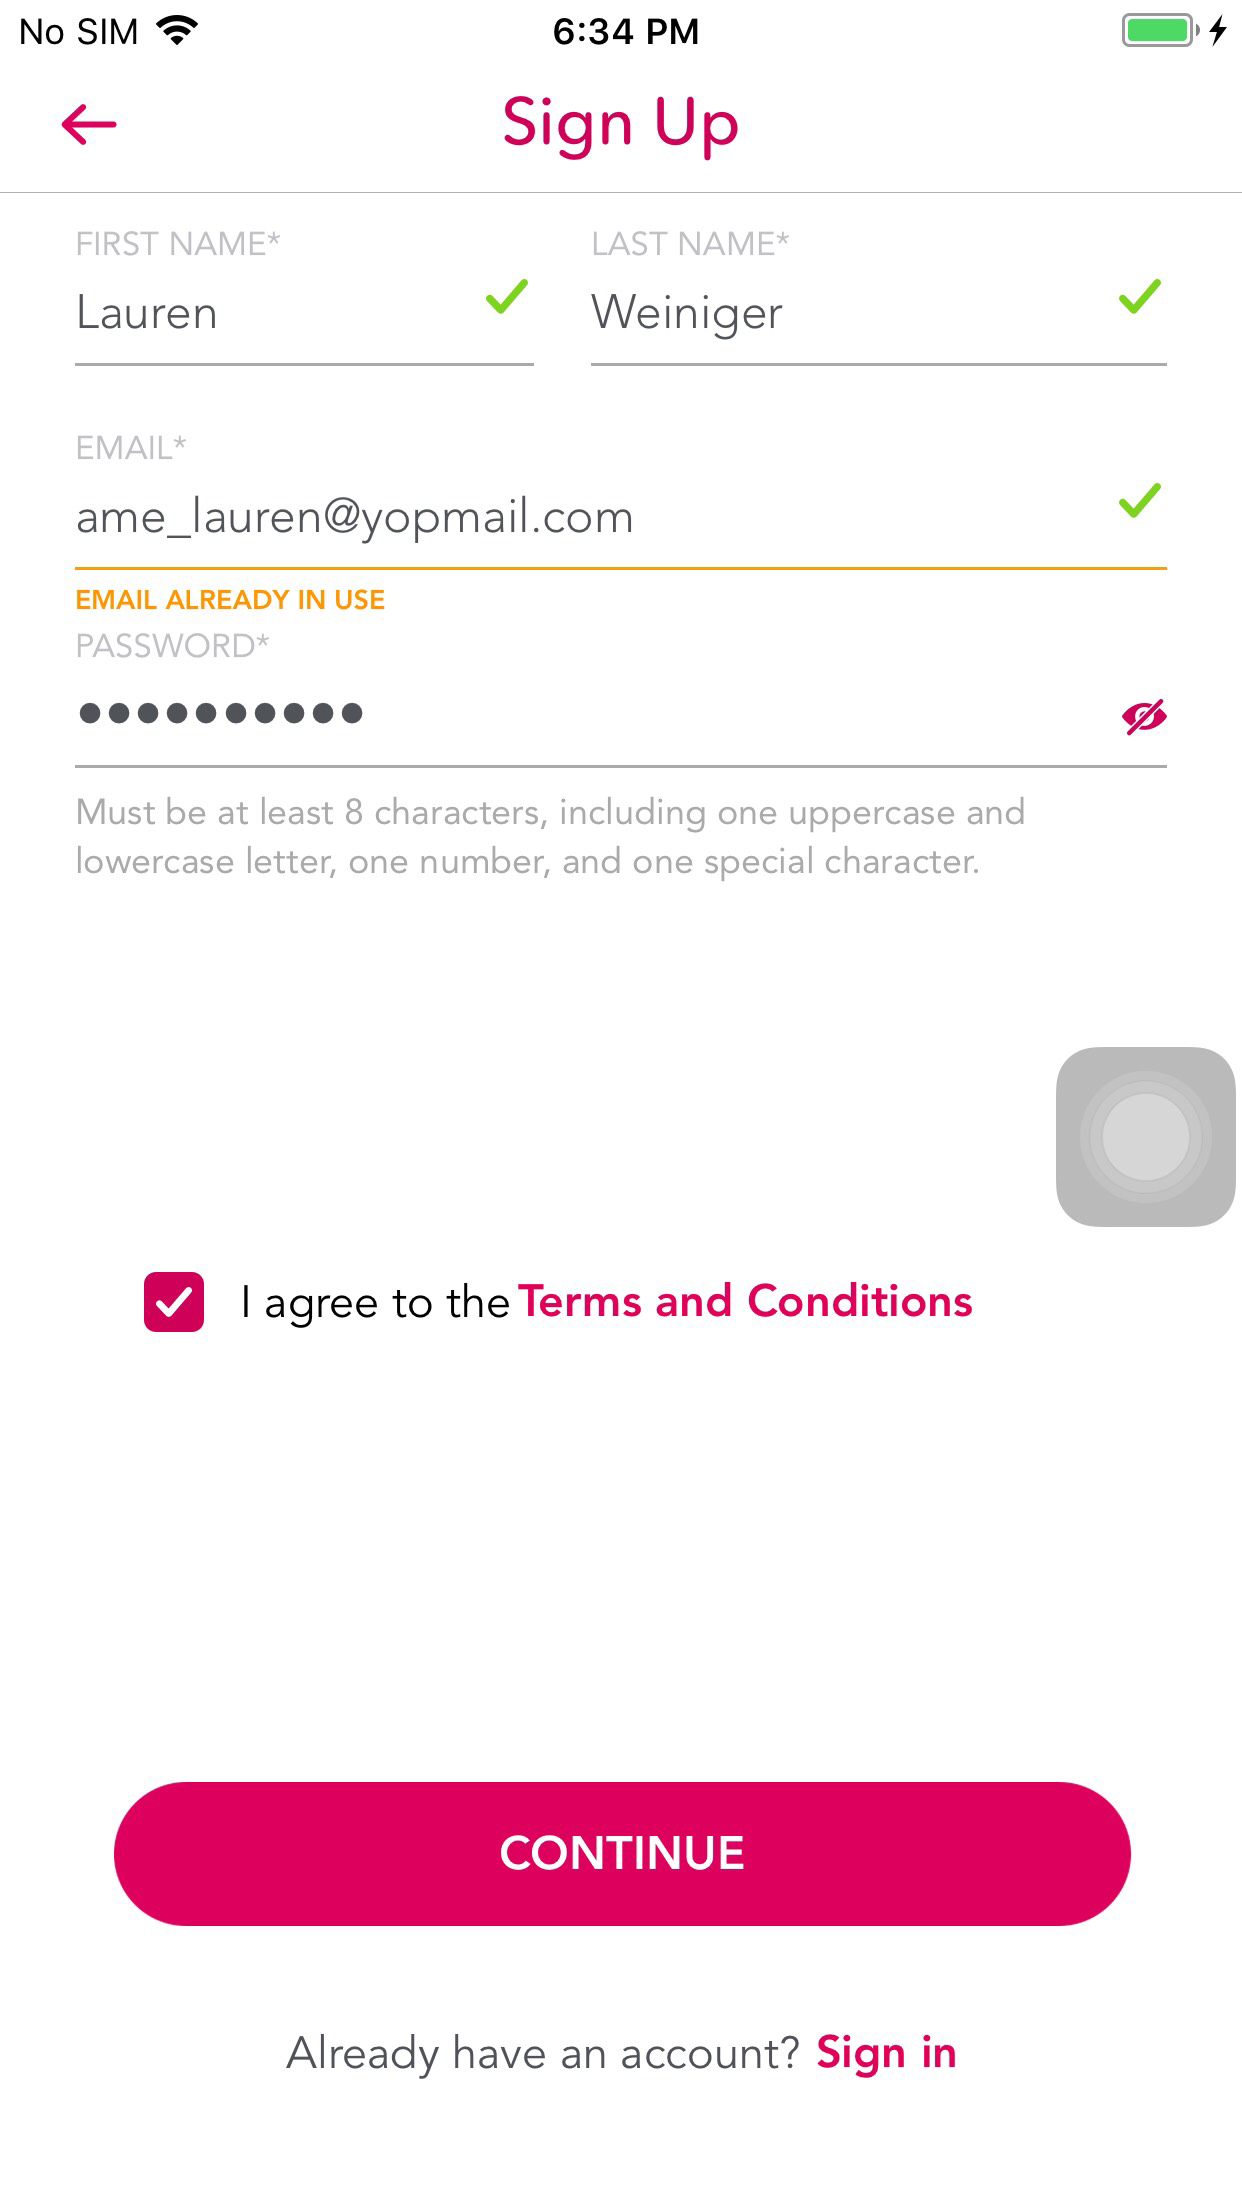 No SIM 6:34 PM
Sign Up
FIRST NAME* LAST NAME*
Lauren Weiniger
EMAIL*
ame_lauren@yopmail.com
EMAIL ALREADY IN USE
PASSWORD*
●●●●●●●●●●
Must be at least 8 characters, including one uppercase and
lowercase letter, one number, and one special character.
I agree to the Terms and Conditions
CONTINUE
Already have an account? Sign in